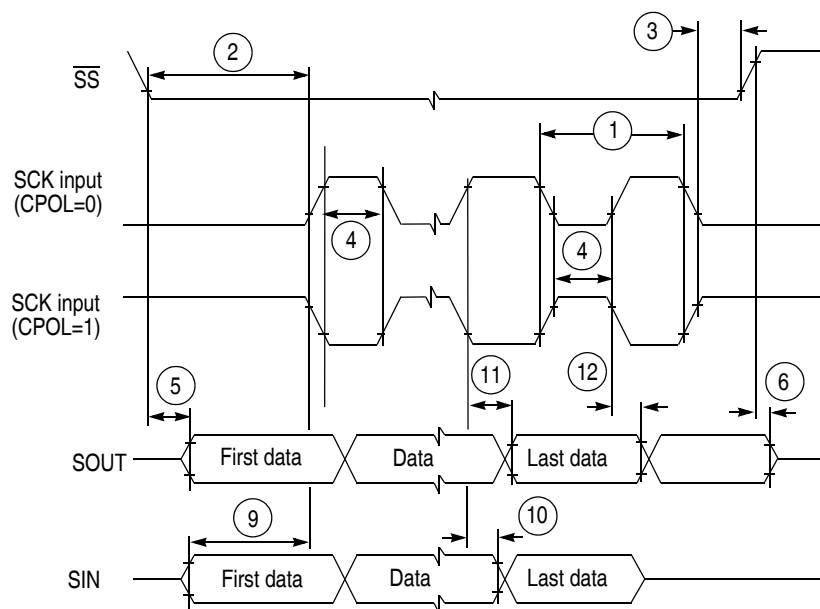 3
2
SS
1
SCK input
(CPOL=0)
4
4
SCK input
(CPOL=1)
5
11
12
6
SOUT
First data
Data
Last data
9
10
SIN
First data
Data
Last data